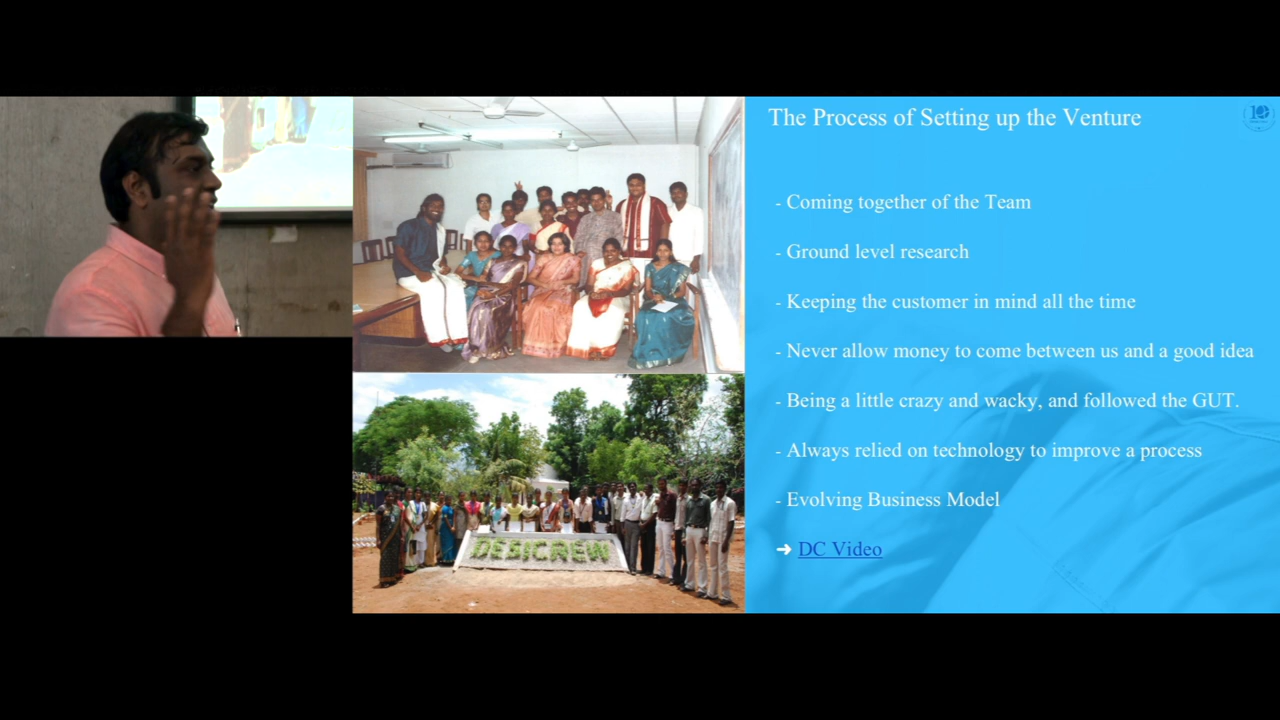 The Process of Setting up the Venture
- Coming together of the Team
- Ground level research
- Keeping the customer in mind all the time
- Never allow money to come between us and a good idea
- Being a little crazy and wacky, and followed the GUT.
- Always relied on technology to improve a process
- Evolving Business Model
➜ DC Video
DESICREW
10